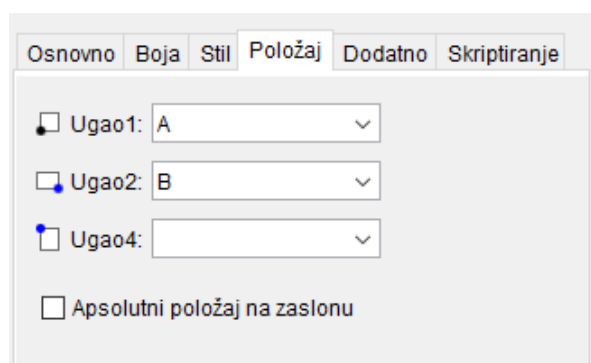 Osnovno Boja Stil Položaj Dodatno Skriptiranje
Ugao1: A
Ugao2: B
Ugao4:
Apsolutni položaj na zaslonu